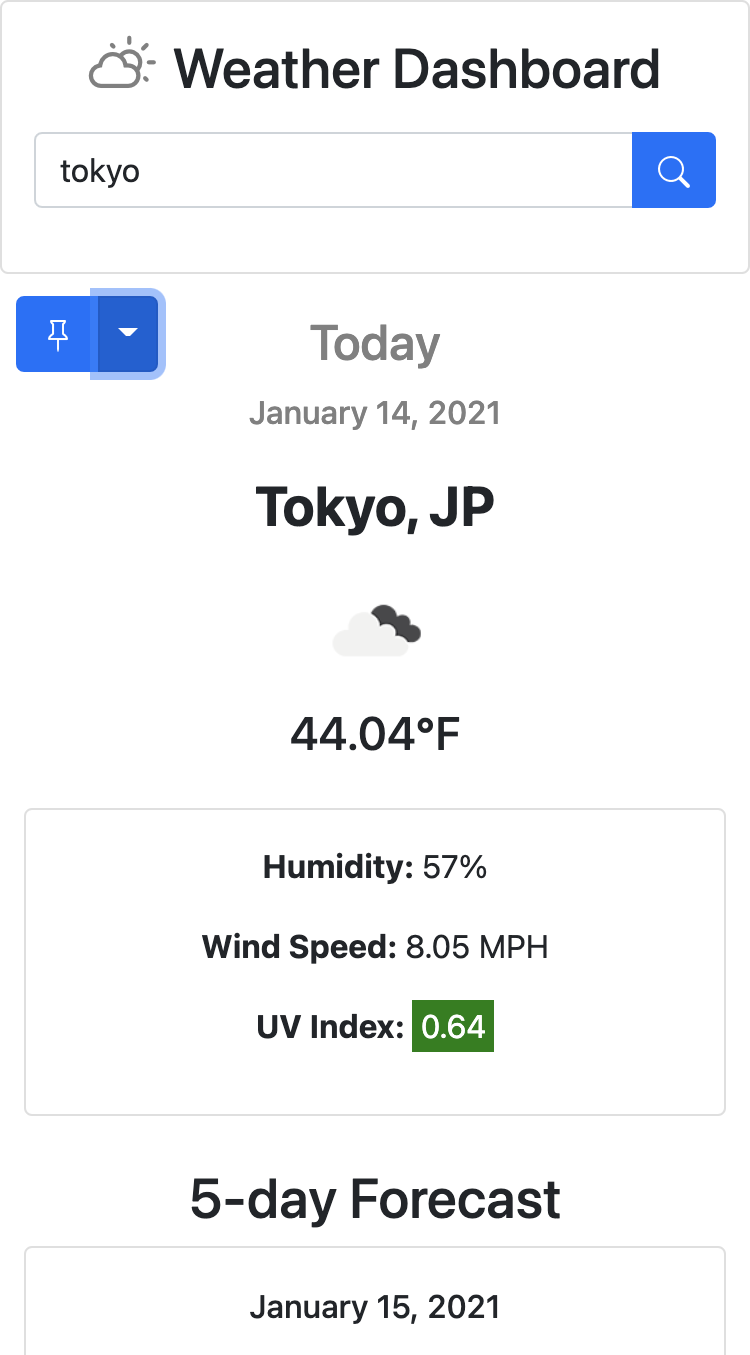 Weather Dashboard
tokyo
Today
January 14, 2021
Tokyo, JP
44.04°F
Humidity: 57%
Wind Speed: 8.05 MPH
UV Index: 0.64
5-day Forecast
January 15, 2021